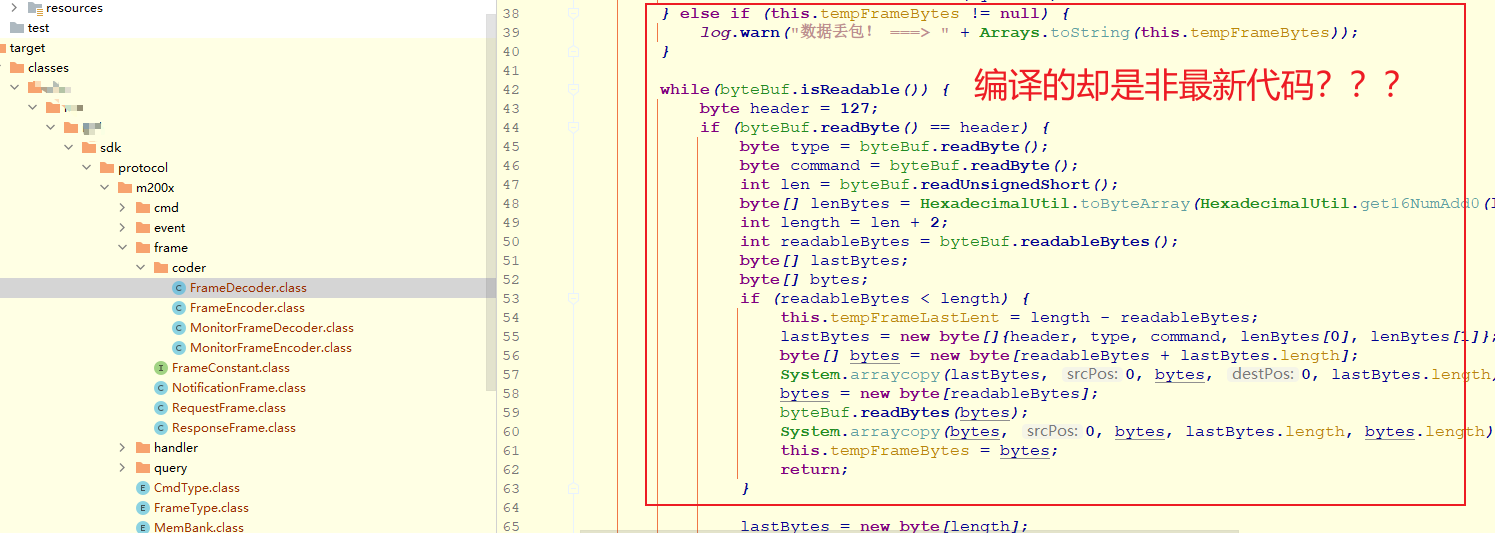 resources
test
target
classes
sdk
protocol
m200x
cmd
event
frame
coder
FrameDecoder.class
FrameEncoder.class
MonitorFrameDecoder.class
MonitorFrameEncoder.class
FrameConstant.class
NotificationFrame.class
RequestFrame.class
ResponseFrame.class
handler
query
CmdType.class
FrameType.class
MemBank.class
38 } else if (this.tempFrameBytes != null) {
39 log.warn("数据丢包！ ===> " + Arrays.toString(this.tempFrameBytes));
40 }
41
编译的却是非最新代码？？？
42 while(byteBuf.isReadable()) {
43 byte header = 127;
44 if (byteBuf.readByte() == header) {
45 byte type = byteBuf.readByte();
46 byte command = byteBuf.readByte();
47 int len = byteBuf.readUnsignedShort();
48 byte[] lenBytes = HexadecimalUtil.toByteArray(HexadecimalUtil.get16NumAdd0(
49 int length = len + 2;
50 int readableBytes = byteBuf.readableBytes();
51 byte[] lastBytes;
52 byte[] bytes;
53 if (readableBytes < length) {
54 this.tempFrameLastLent = length - readableBytes;
55 lastBytes = new byte[]{header, type, command, lenBytes[0], lenBytes[1]};
56 byte[] bytes = new byte[readableBytes + lastBytes.length];
57 System.arraycopy(lastBytes, srcPos: 0, bytes, destPos: 0, lastBytes.length,
58 bytes = new byte[readableBytes];
59 byteBuf.readBytes(bytes);
60 System.arraycopy(bytes, srcPos: 0, bytes, lastBytes.length, bytes.length)
61 this.tempFrameBytes = bytes;
62 return;
63 }
64
65 lastBytes = new byte[length];